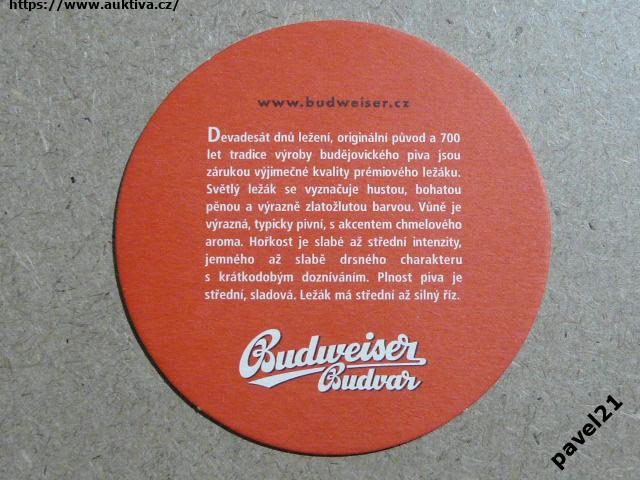 https://www.auktiva.cz/
www.budweiser.cz
Devadesát dnů ležení, originální původ a 700
let tradice výroby budějovického piva jsou
zárukou výjimečné kvality prémiového ležáku.
Světlý ležák se vyznačuje hustou, bohatou
pěnou a výrazně zlatožlutou barvou. Vůně je
výrazná, typicky pivní, s akcentem chmelového
aroma. Hořkost je slabé až střední intenzity,
jemného až slabě drsného charakteru
s krátkodobým dozníváním. Plnost piva je
střední, sladová. Ležák má střední až silný říz.
Budweiser
Budvar
pavel21